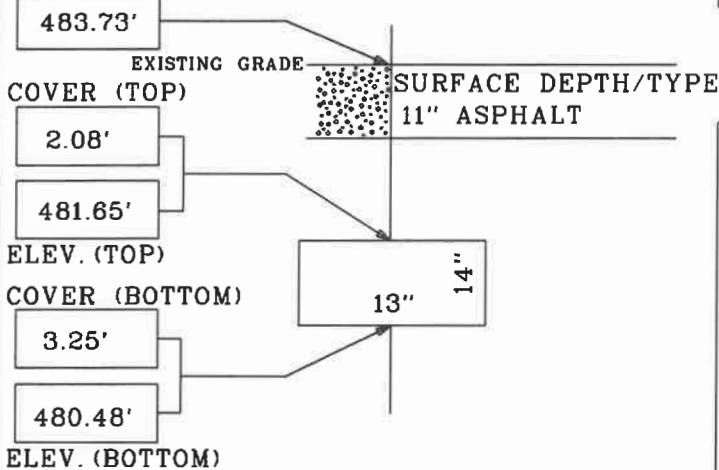 483.73'
EXISTING GRADE
COVER (TOP)
SURFACE DEPTH/TYPE
11" ASPHALT
2.08'
481.65'
ELEV. (TOP)
COVER (BOTTOM)
13"
14"
3.25'
480.48'
ELEV. (BOTTOM)